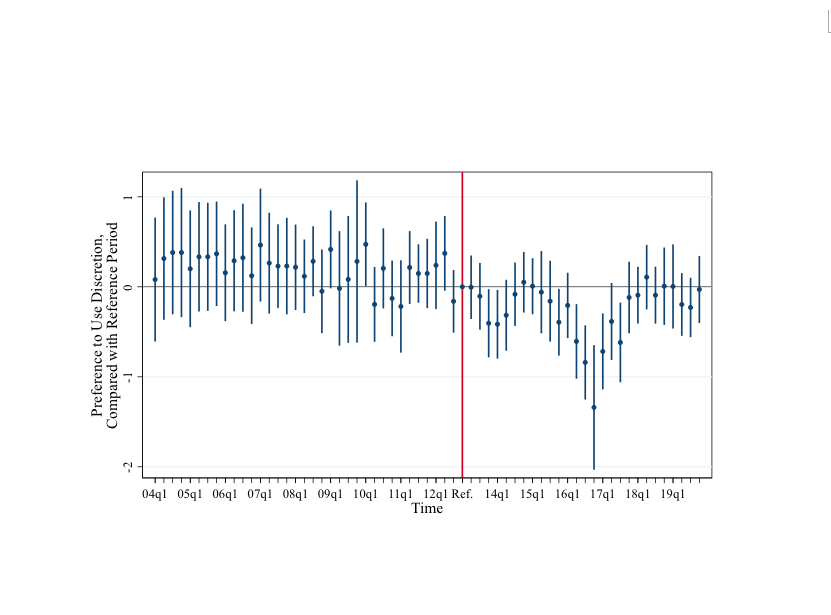 Preference to Use Discretion,
Compared with Reference Period
1
0
-1
-2
04q1 05q1 06q1 07q1 08q1 09q1 10q1 11q1 12q1 Ref. 14q1 15q1 16q1 17q1 18q1 19q1
Time